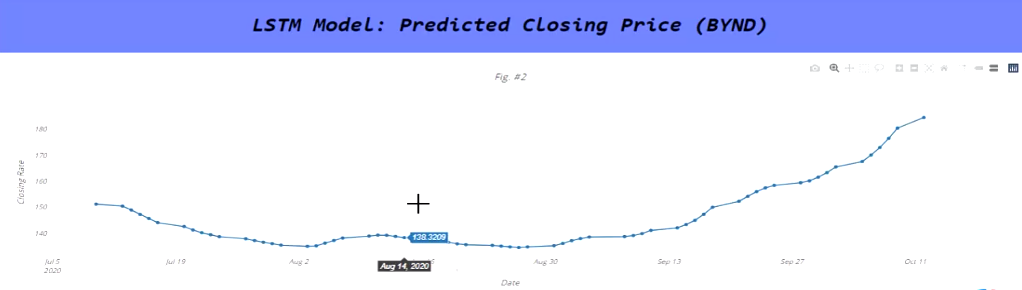 LSTM Model: Predicted Closing Price (BYND)
Fig. #2
180
170
160
150
140
Closing Rate
138.3209
Aug 14, 2020
Jul 5
2020
Jul 19
Aug 2
Aug 30
Sep 13
Sep 27
Oct 11
Date